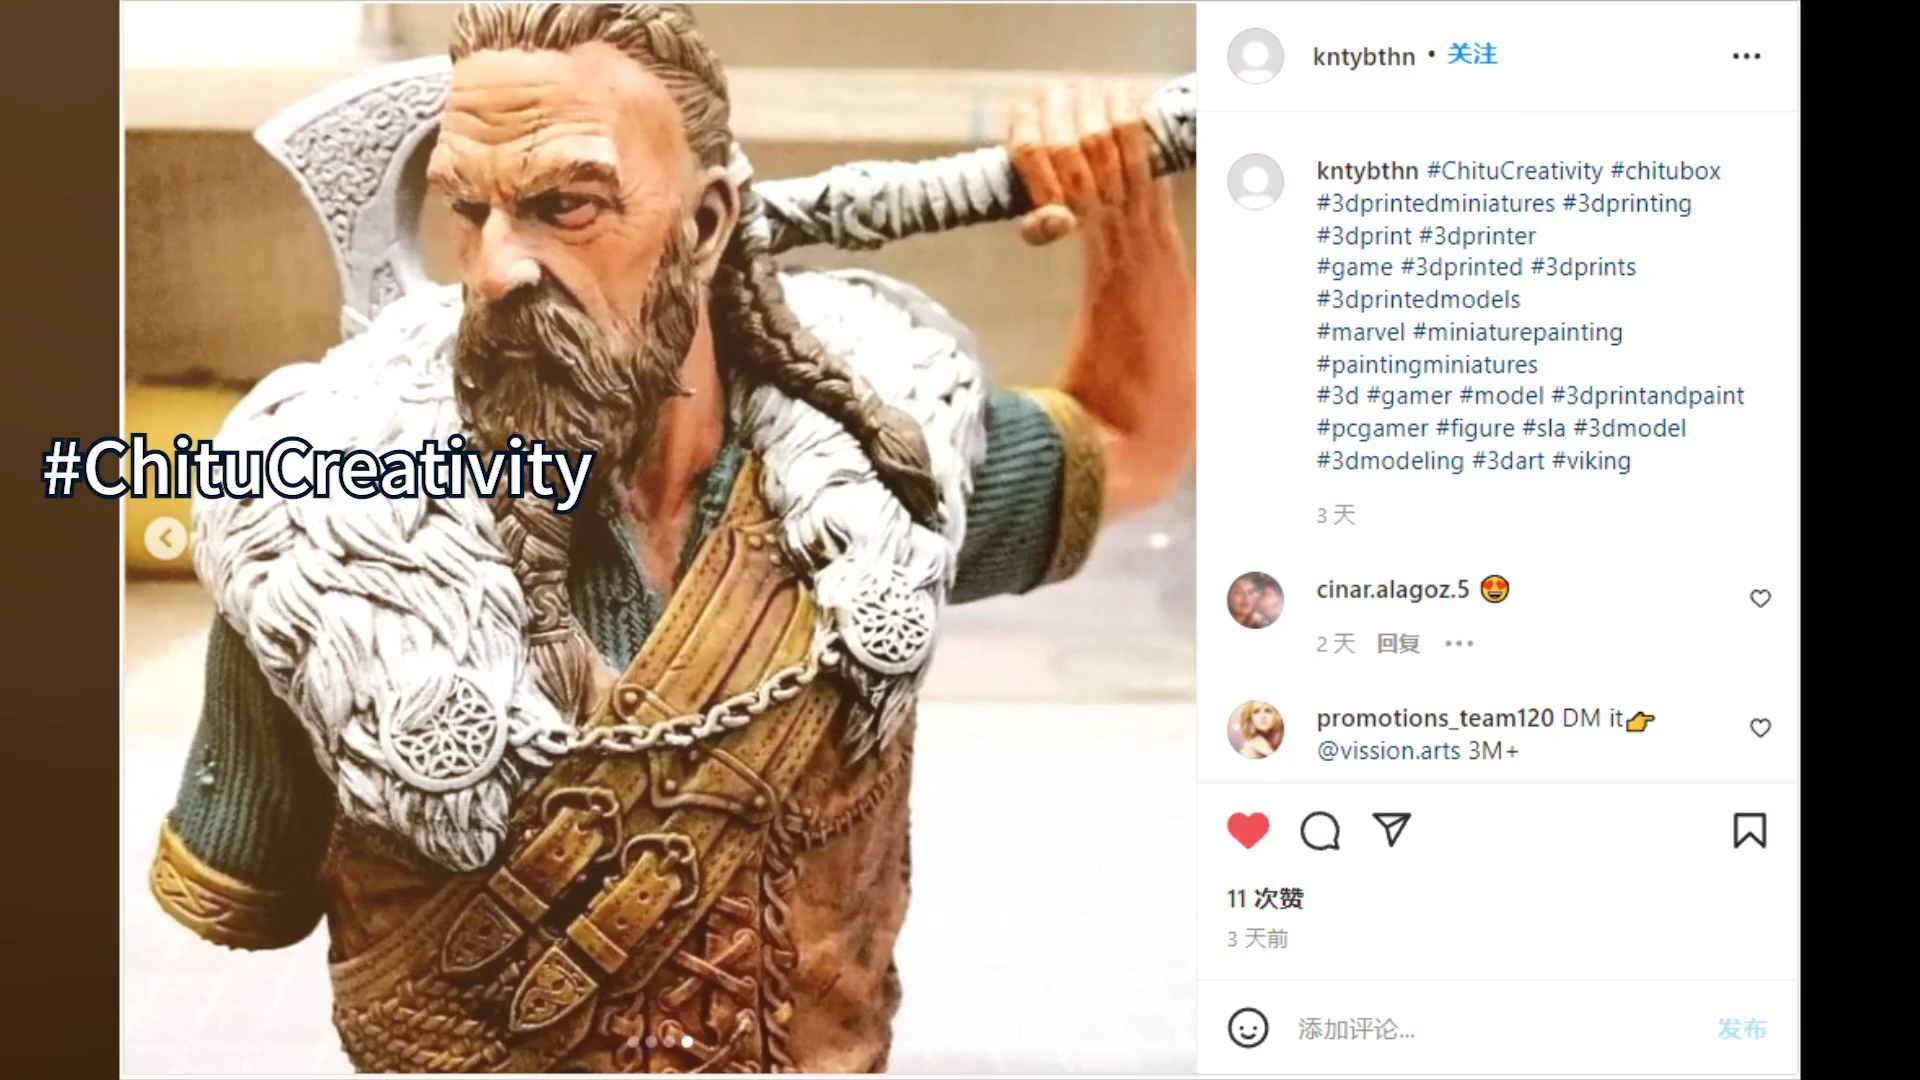 #ChituCreativity
kntybthn • 关注
kntybthn #ChituCreativity #chitubox
#3dprintedminiatures #3dprinting
#3dprint #3dprinter
#game #3dprinted #3dprints
#3dprintedmodels
#marvel #miniaturepainting
#paintingminiatures
#3d #gamer #model #3dprintandpaint
#pcgamer #figure #sla #3dmodel
#3dmodeling #3dart #viking
3 天
cinar.alagoz.5 😍
2 天 回复
promotions_team120 DM it👉
@vission.arts 3M+
11 次赞
3 天前
添加评论...
发布